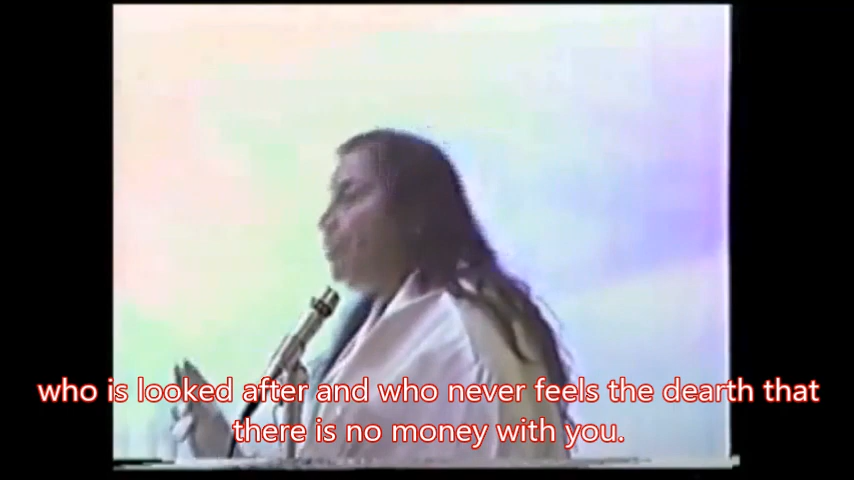 who is looked after and who never feels the dearth that
there is no money with you.